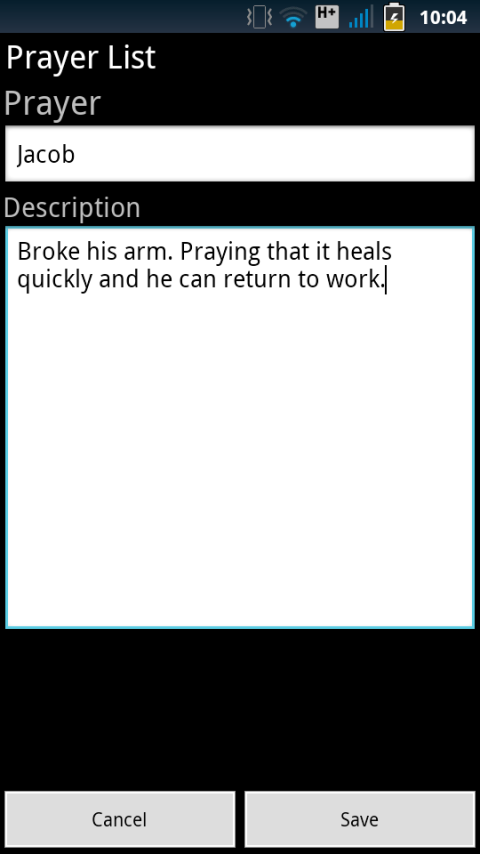 H+ 10:04
Prayer List
Prayer
Jacob
Description
Broke his arm. Praying that it heals
quickly and he can return to work.
Cancel Save